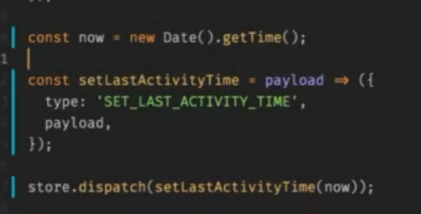 const now = new Date().getTime();
1
const setLastActivityTime = payload ⇒ ({
type: 'SET_LAST_ACTIVITY_TIME',
payload,
});
store.dispatch(setLastActivityTime(now));